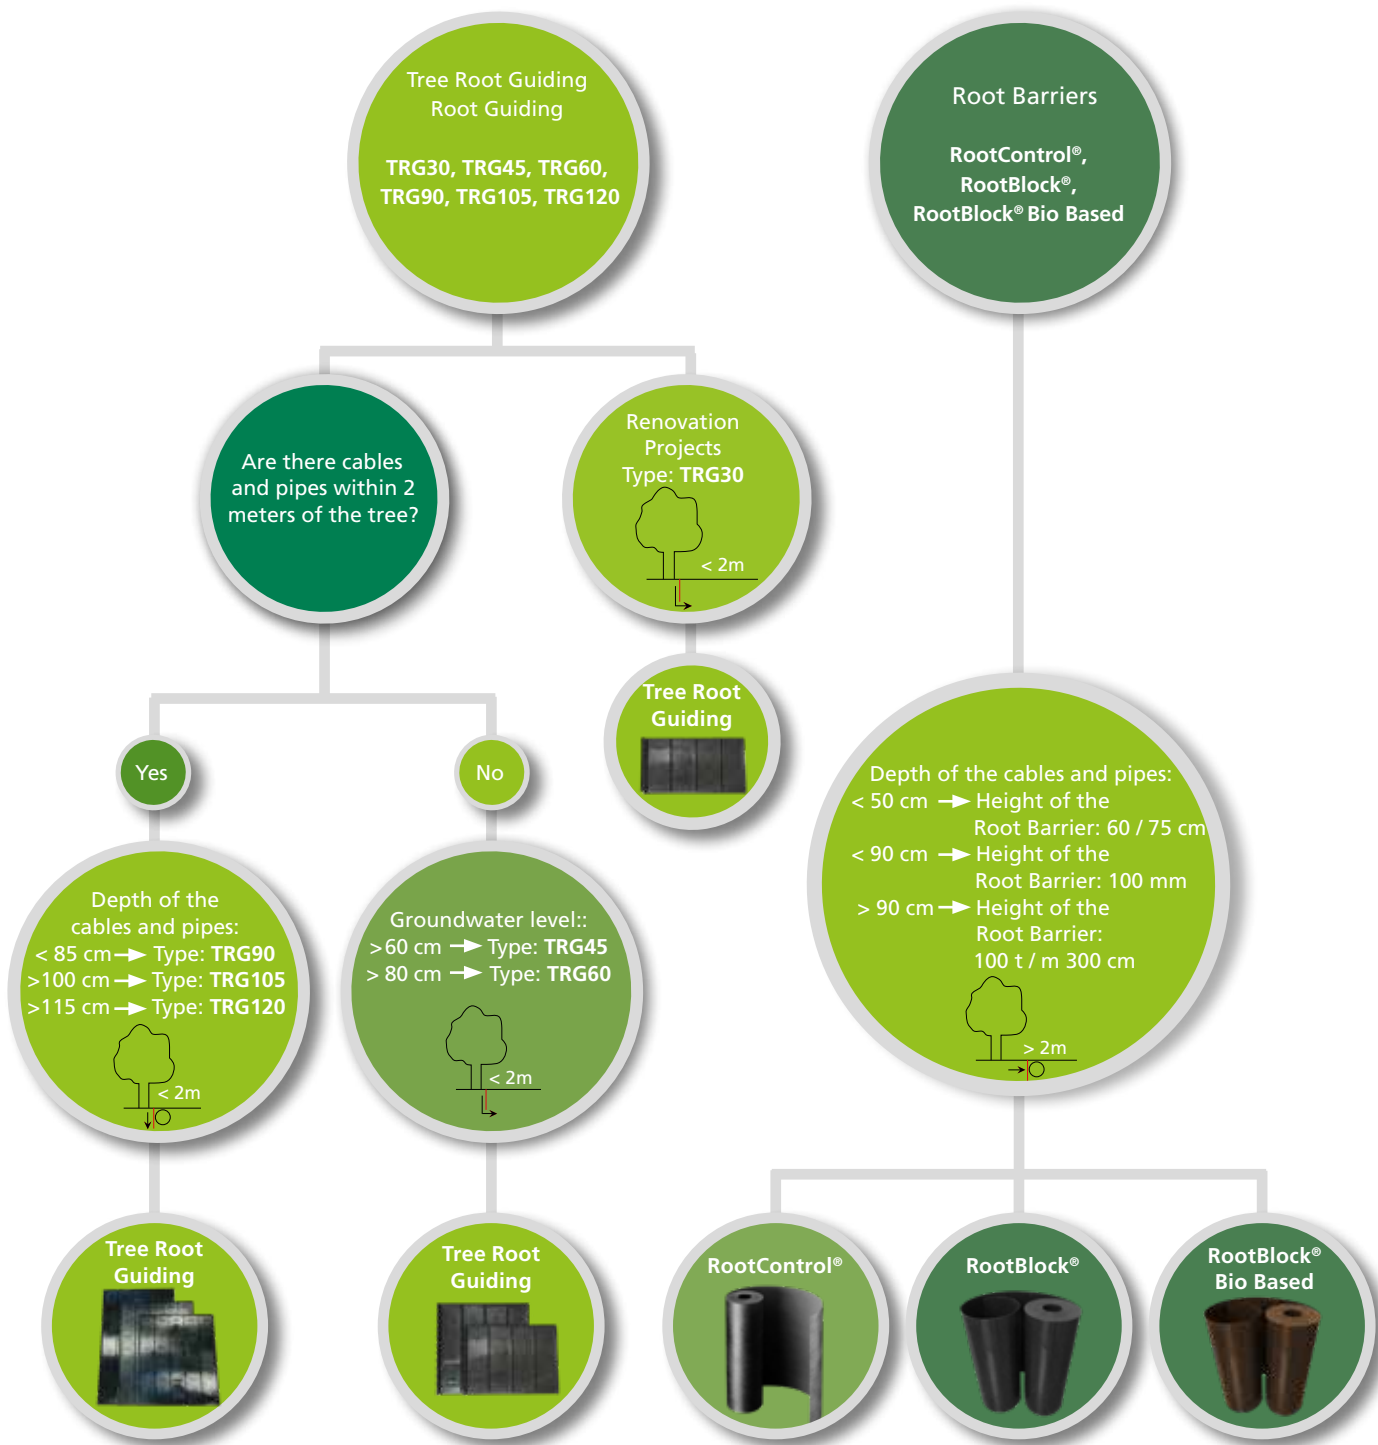 Tree Root Guiding
Root Guiding
TRG30, TRG45, TRG60,
TRG90, TRG105, TRG120
Root Barriers
RootControl®,
RootBlock®,
RootBlock® Bio Based
Are there cables
and pipes within 2
meters of the tree?
Renovation
Projects
Type: TRG30
< 2m
Tree Root
Guiding
Yes
No
Depth of the
cables and pipes:
< 85 cm → Type: TRG90
>100 cm → Type: TRG105
>115 cm → Type: TRG120
< 2m
Groundwater level::
>60 cm → Type: TRG45
> 80 cm → Type: TRG60
< 2m
Depth of the cables and pipes:
< 50 cm → Height of the
Root Barrier: 60 / 75 cm
< 90 cm → Height of the
Root Barrier: 100 mm
> 90 cm → Height of the
Root Barrier:
100 t / m 300 cm
> 2m
Tree Root
Guiding
Tree Root
Guiding
RootControl®
RootBlock®
RootBlock®
Bio Based